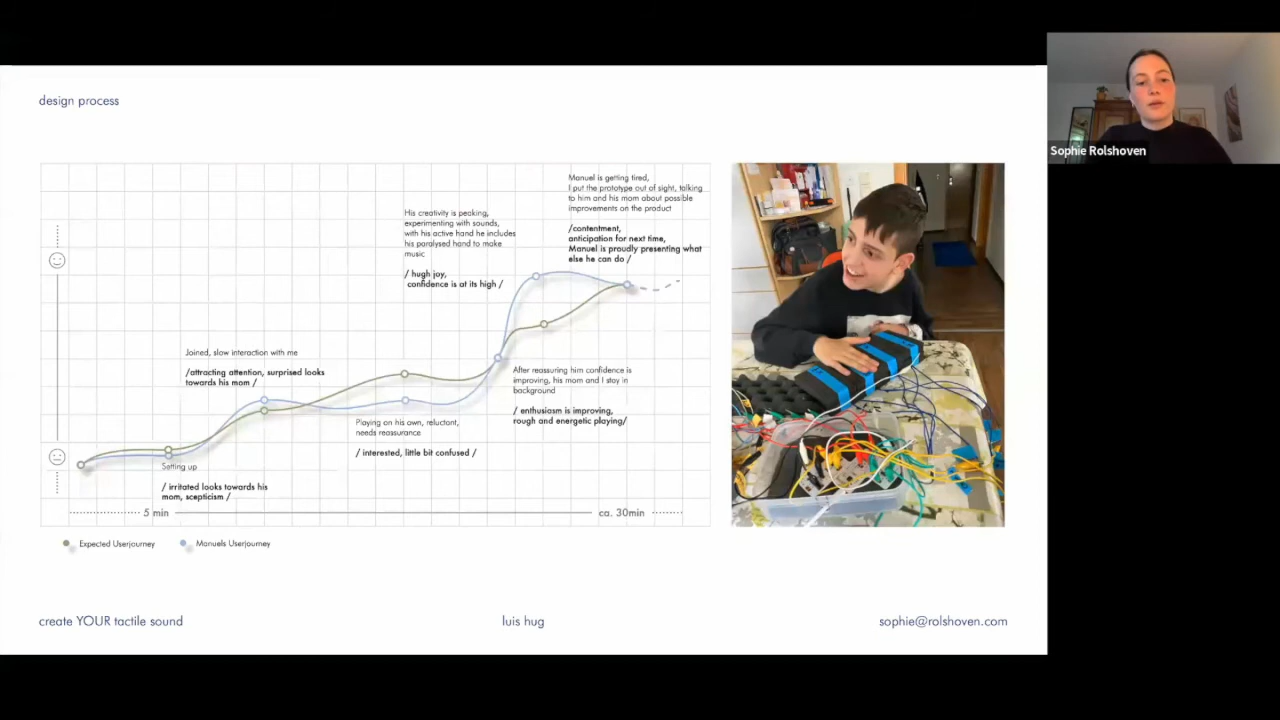 design process
Manuel is getting tired,
I put the prototype out of sight, talking
to him and his mom about possible
improvements on the product
/contentment,
anticipation for next time,
Manuel is proudly presenting what
else he can do /
His creativity is peaking,
experimenting with sounds,
with his active hand he includes
his paralysed hand to make
music
/ hugh joy,
confidence is at its high /
Joined, slow interaction with me
/attracting attention, surprised looks
towards his mom /
After reassuring him confidence is
improving, his mom and I stay in
background
/ enthusiasm is improving,
rough and energetic playing/
Playing on his own, reluctant,
needs reassurance
/ interested, little bit confused /
Setting up
/ irritated looks towards his
mom, scepticism /
5 min
ca. 30min
Expected Userjourney
Manuels Userjourney
create YOUR tactile sound
luis hug
sophie@rolshoven.com
Sophie Rolshoven